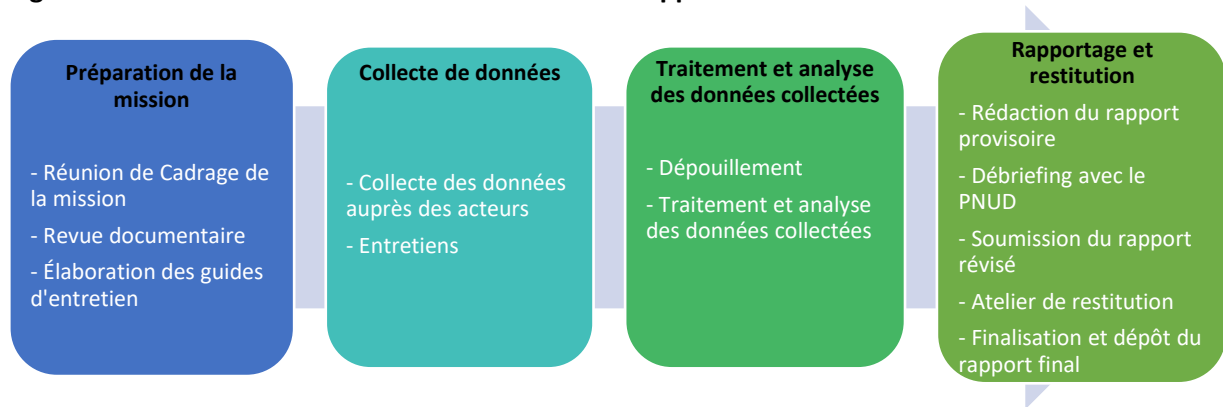 Préparation de la
mission
- Réunion de Cadrage de
la mission
- Revue documentaire
- Élaboration des guides
d'entretien
Collecte de données
- Collecte des données
auprès des acteurs
- Entretiens
Traitement et analyse
des données collectées
- Dépouillement
- Traitement et analyse
des données collectées
Rapportage et
restitution
- Rédaction du rapport
provisoire
- Débriefing avec le
PNUD
- Soumission du rapport
révisé
- Atelier de restitution
- Finalisation et dépôt du
rapport final